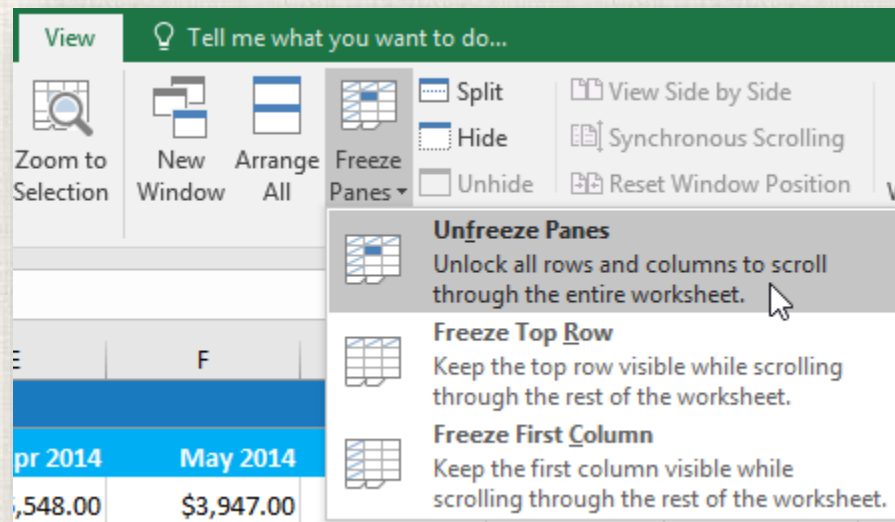 View Tell me what you want to do...
Zoom to Selection
New Window
Arrange All
Freeze Panes
Split
Hide
Unhide
View Side by Side
Synchronous Scrolling
Reset Window Position
Unfreeze Panes
Unlock all rows and columns to scroll
through the entire worksheet.
Freeze Top Row
Keep the top row visible while scrolling
through the rest of the worksheet.
Freeze First Column
Keep the first column visible while
scrolling through the rest of the worksheet.
F
pr 2014 May 2014
,548.00 $3,947.00